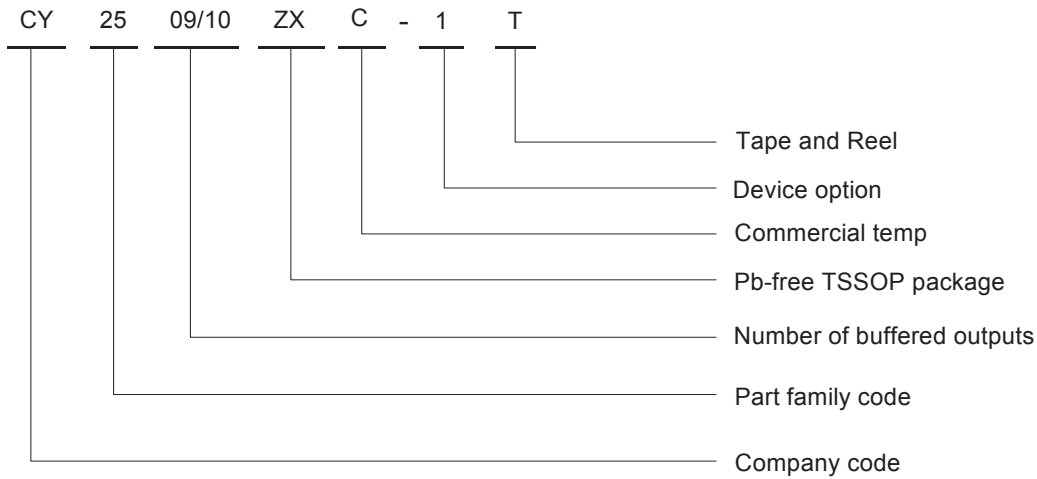 CY 25 09/10 ZX C - 1 T
Tape and Reel
Device option
Commercial temp
Pb-free TSSOP package
Number of buffered outputs
Part family code
Company code